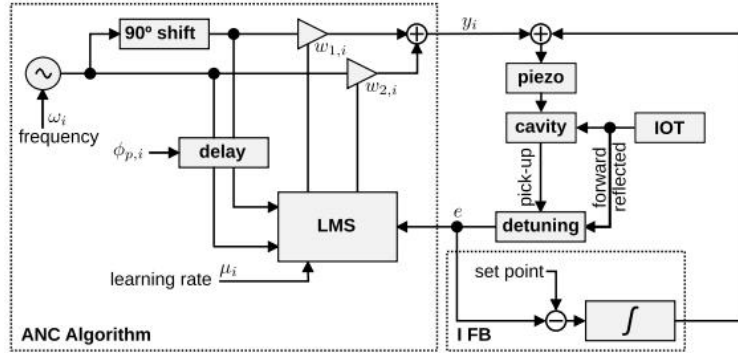 90º shift
w1,i
yi
w2,i
piezo
ωi
frequency
cavity
IOT
ϕp,i
delay
pick-up
forward
reflected
LMS
e
detuning
learning rate μi
set point
∫
ANC Algorithm
I FB